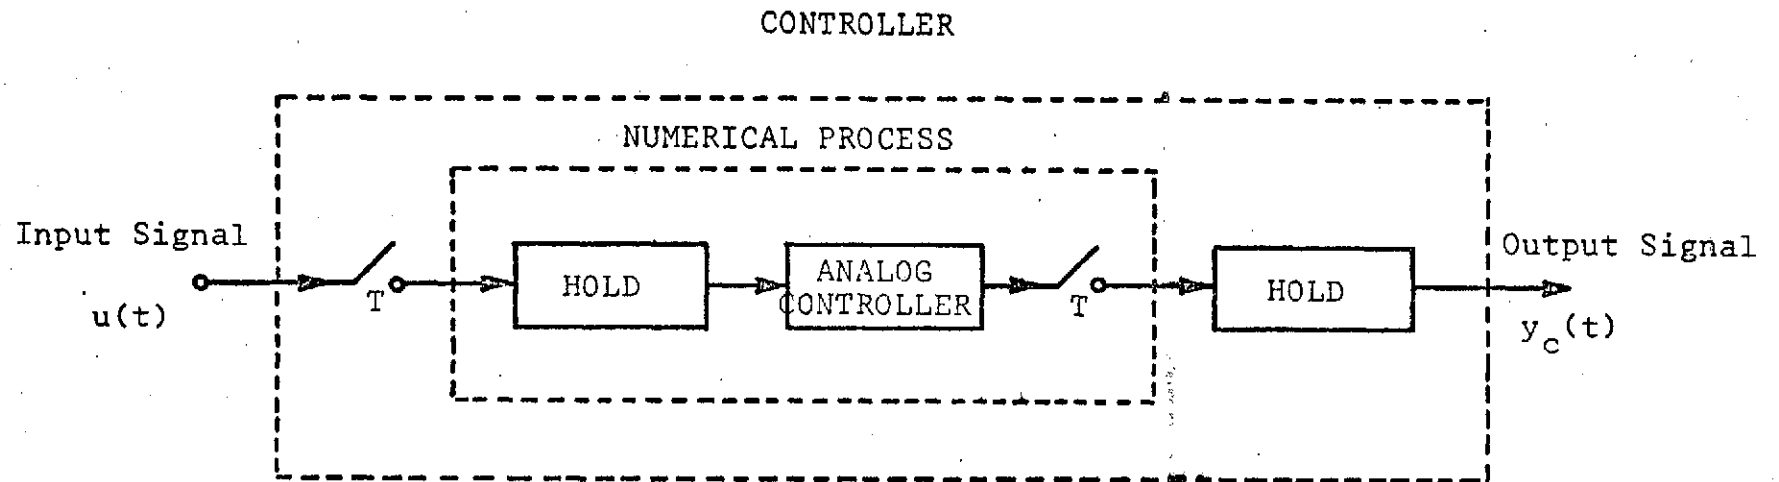 CONTROLLER
NUMERICAL PROCESS
Input Signal
u(t)
T
HOLD
ANALOG
CONTROLLER
T
HOLD
Output Signal
y_c(t)